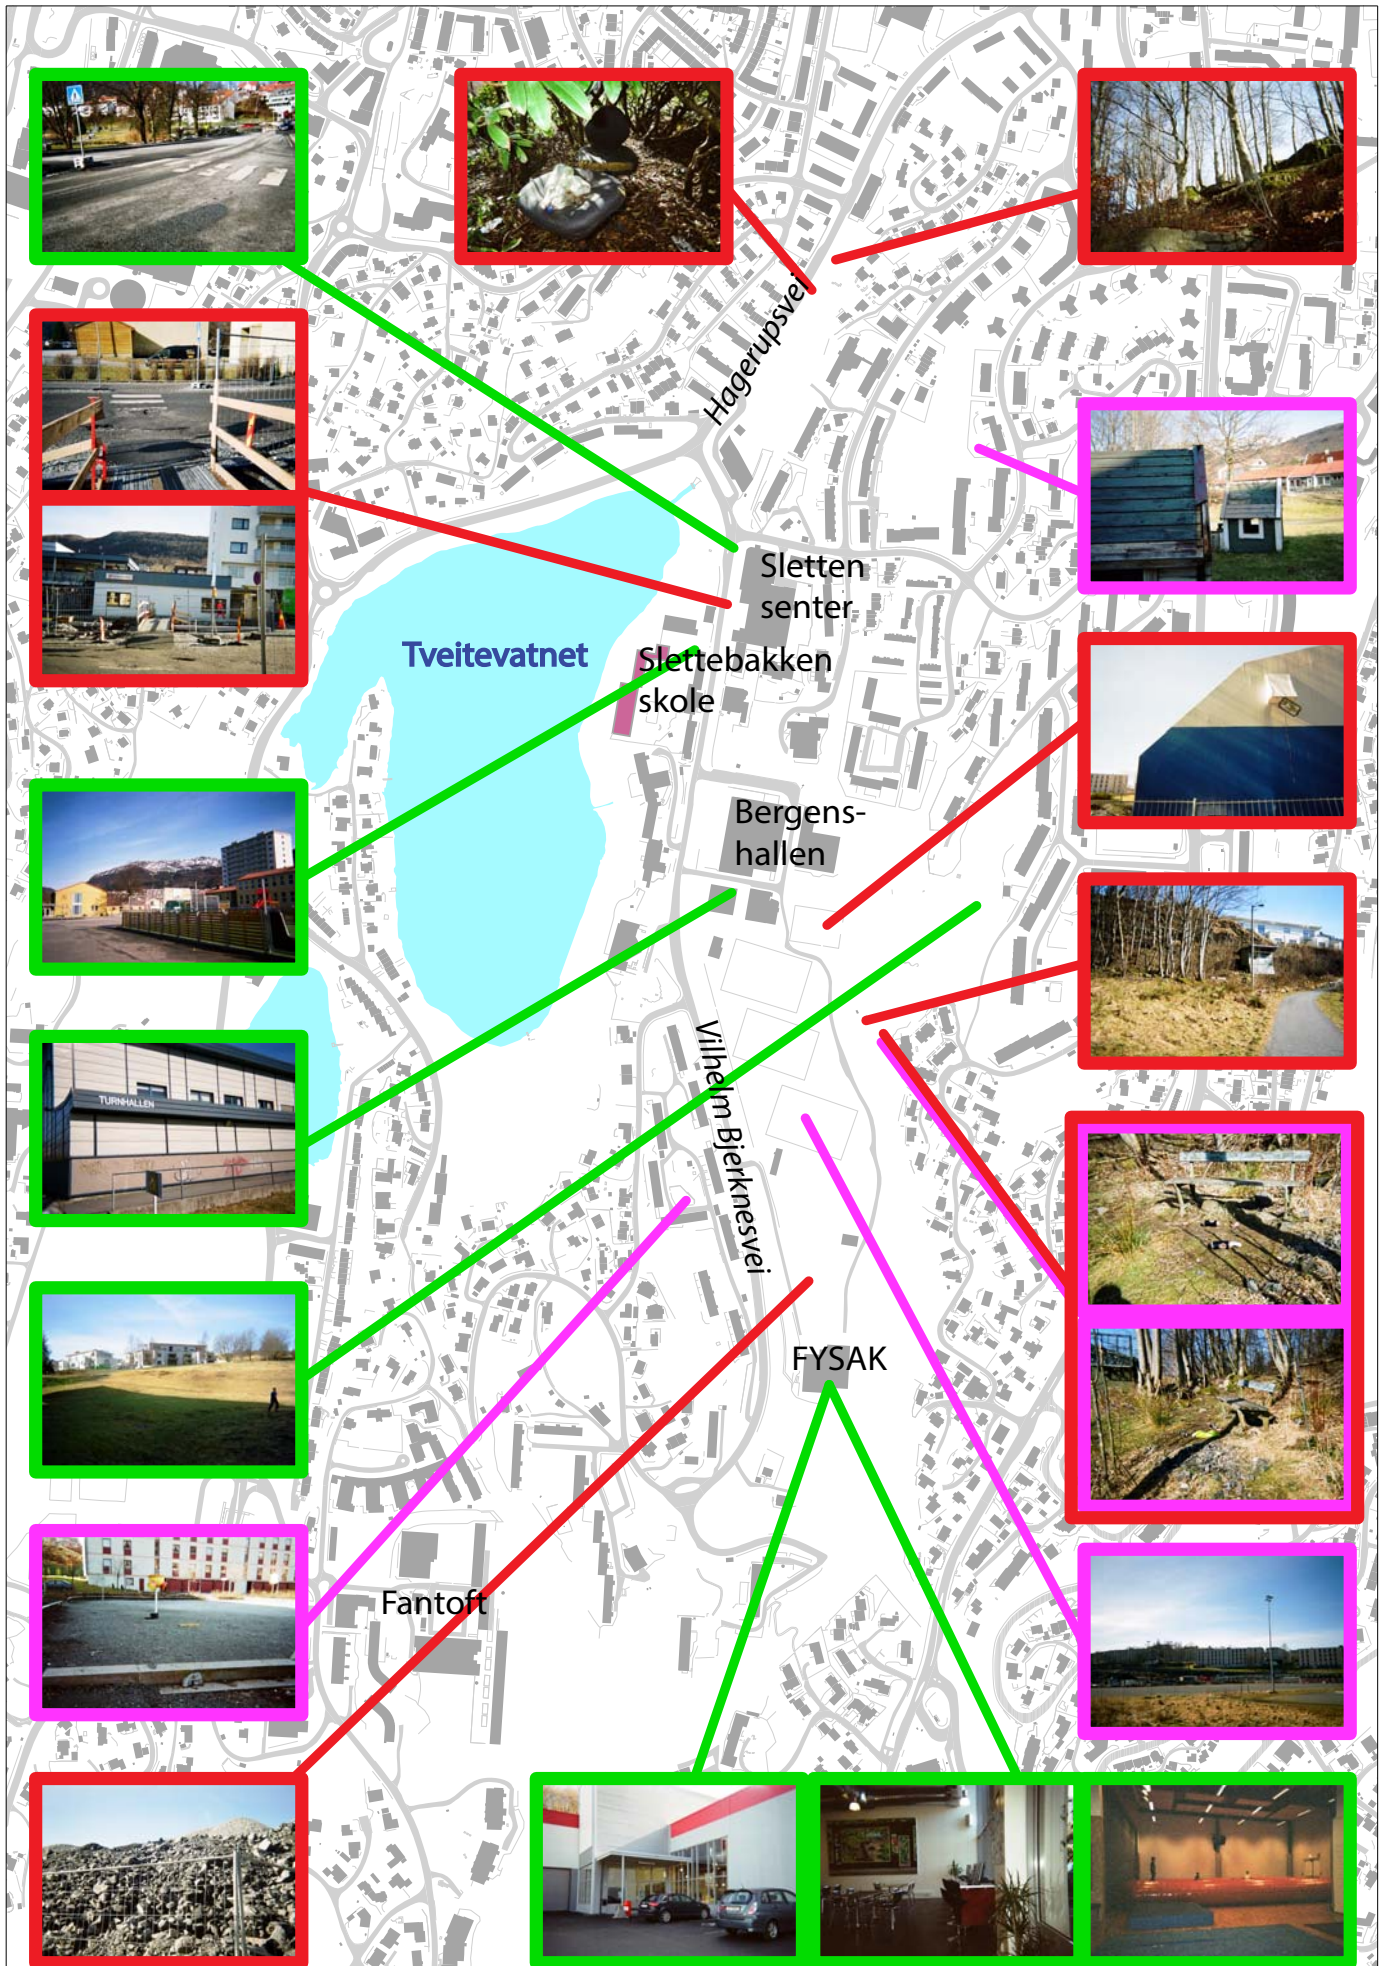 Hagerupsvei
Sletten
senter
Tveitevatnet
Slettebakken
skole
Bergens-
hallen
TURNHALLEN
Vilhelm Bjerknesvei
FYSAK
Fantoft